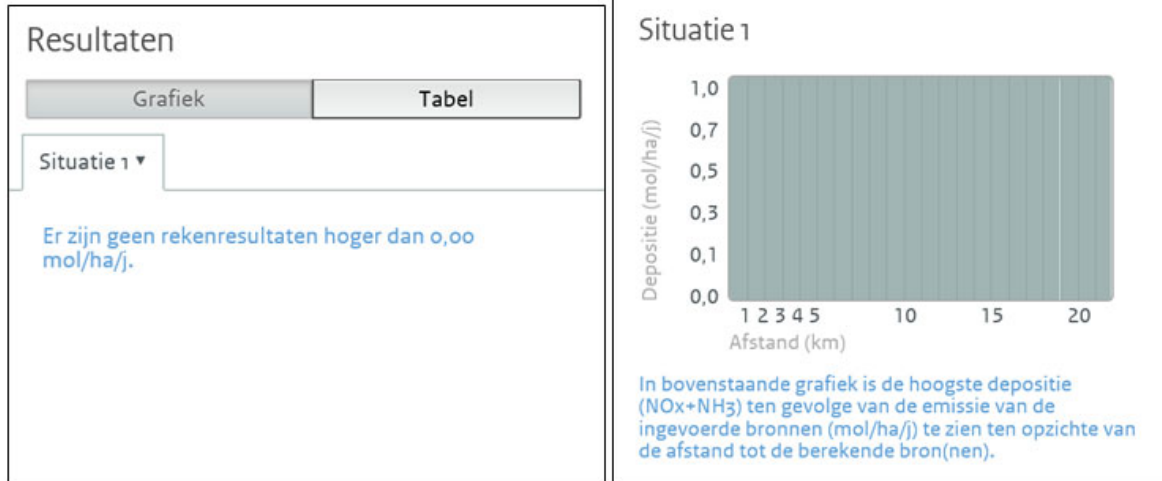 Resultaten
Grafiek
Tabel
Situatie 1 ▼
Er zijn geen rekenresultaten hoger dan 0,00
mol/ha/j.
Situatie 1
Depositie (mol/ha/j)
1,0
0,7
0,5
0,3
0,1
0,0
1 2 3 4 5 10 15 20
Afstand (km)
In bovenstaande grafiek is de hoogste depositie
(NOx+NH3) ten gevolge van de emissie van de
ingevoerde bronnen (mol/ha/j) te zien ten opzichte van
de afstand tot de berekende bron(nen).